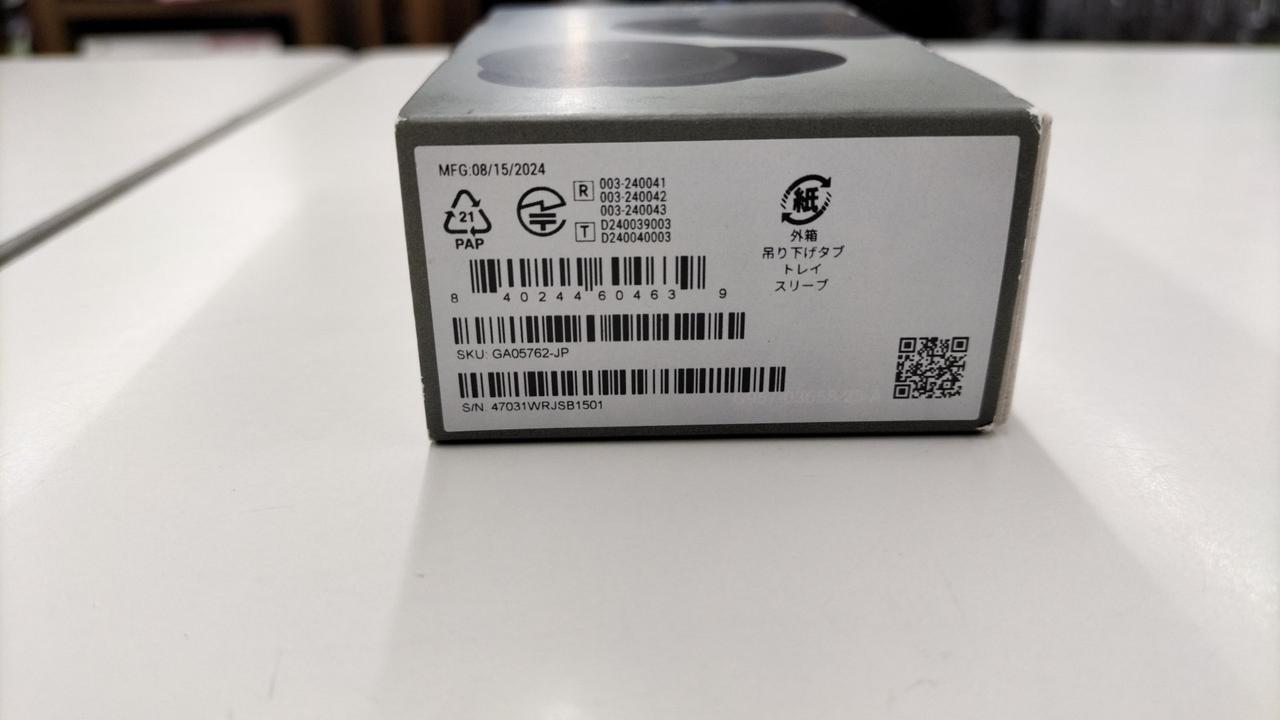 MFG:08/15/2024
21
PAP
R
003-240041
003-240042
003-240043
T
D240039003
D240040003
紙
外箱
吊り下げタブ
トレイ
スリーブ
8 40244 60463 9
SKU: GA05762-JP
S/N. 47031WRJSB1501